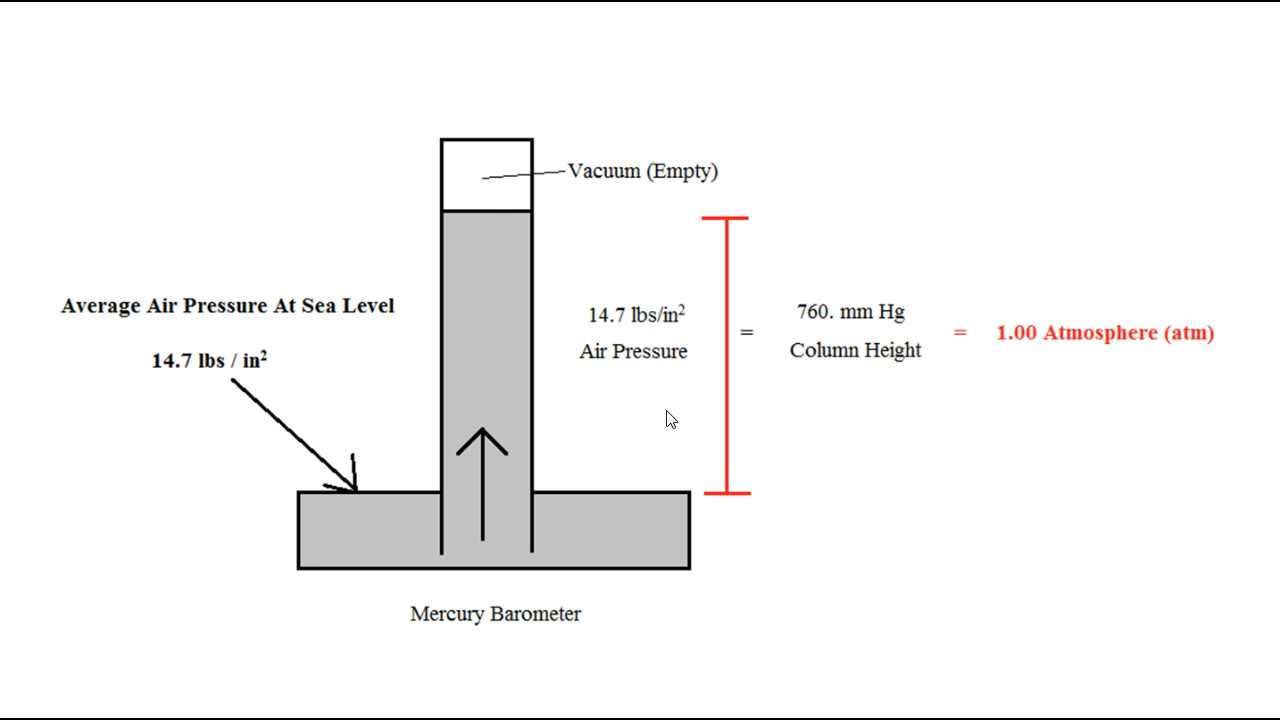 Vacuum (Empty)
Average Air Pressure At Sea Level
14.7 lbs / in²
14.7 lbs/in²
Air Pressure
=
760. mm Hg
Column Height
=
1.00 Atmosphere (atm)
Mercury Barometer